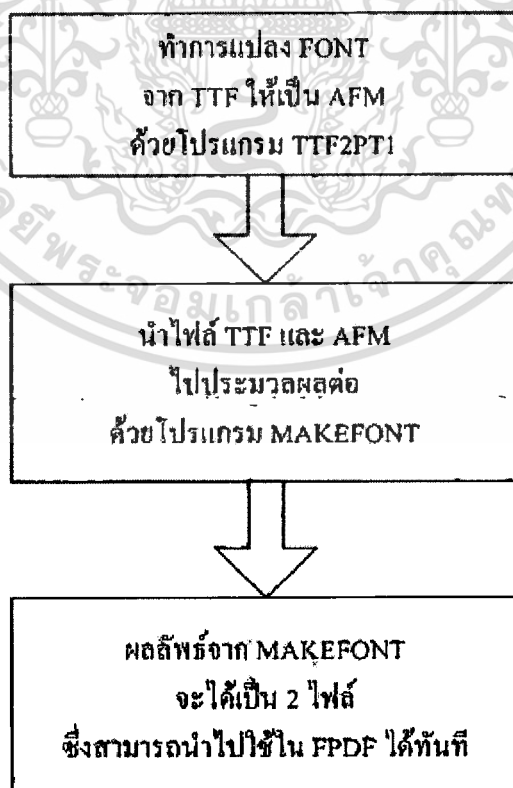 ทำการแปลง FONT
จาก TTF ให้เป็น AFM
ด้วยโปรแกรม TTF2PT1
นำไฟล์ TTF และ AFM
ไปประมวลผลต่อ
ด้วยโปรแกรม MAKEFONT
ผลลัพธ์จาก MAKEFONT
จะได้เป็น 2 ไฟล์
ซึ่งสามารถนำไปใช้ใน FPDF ได้ทันที